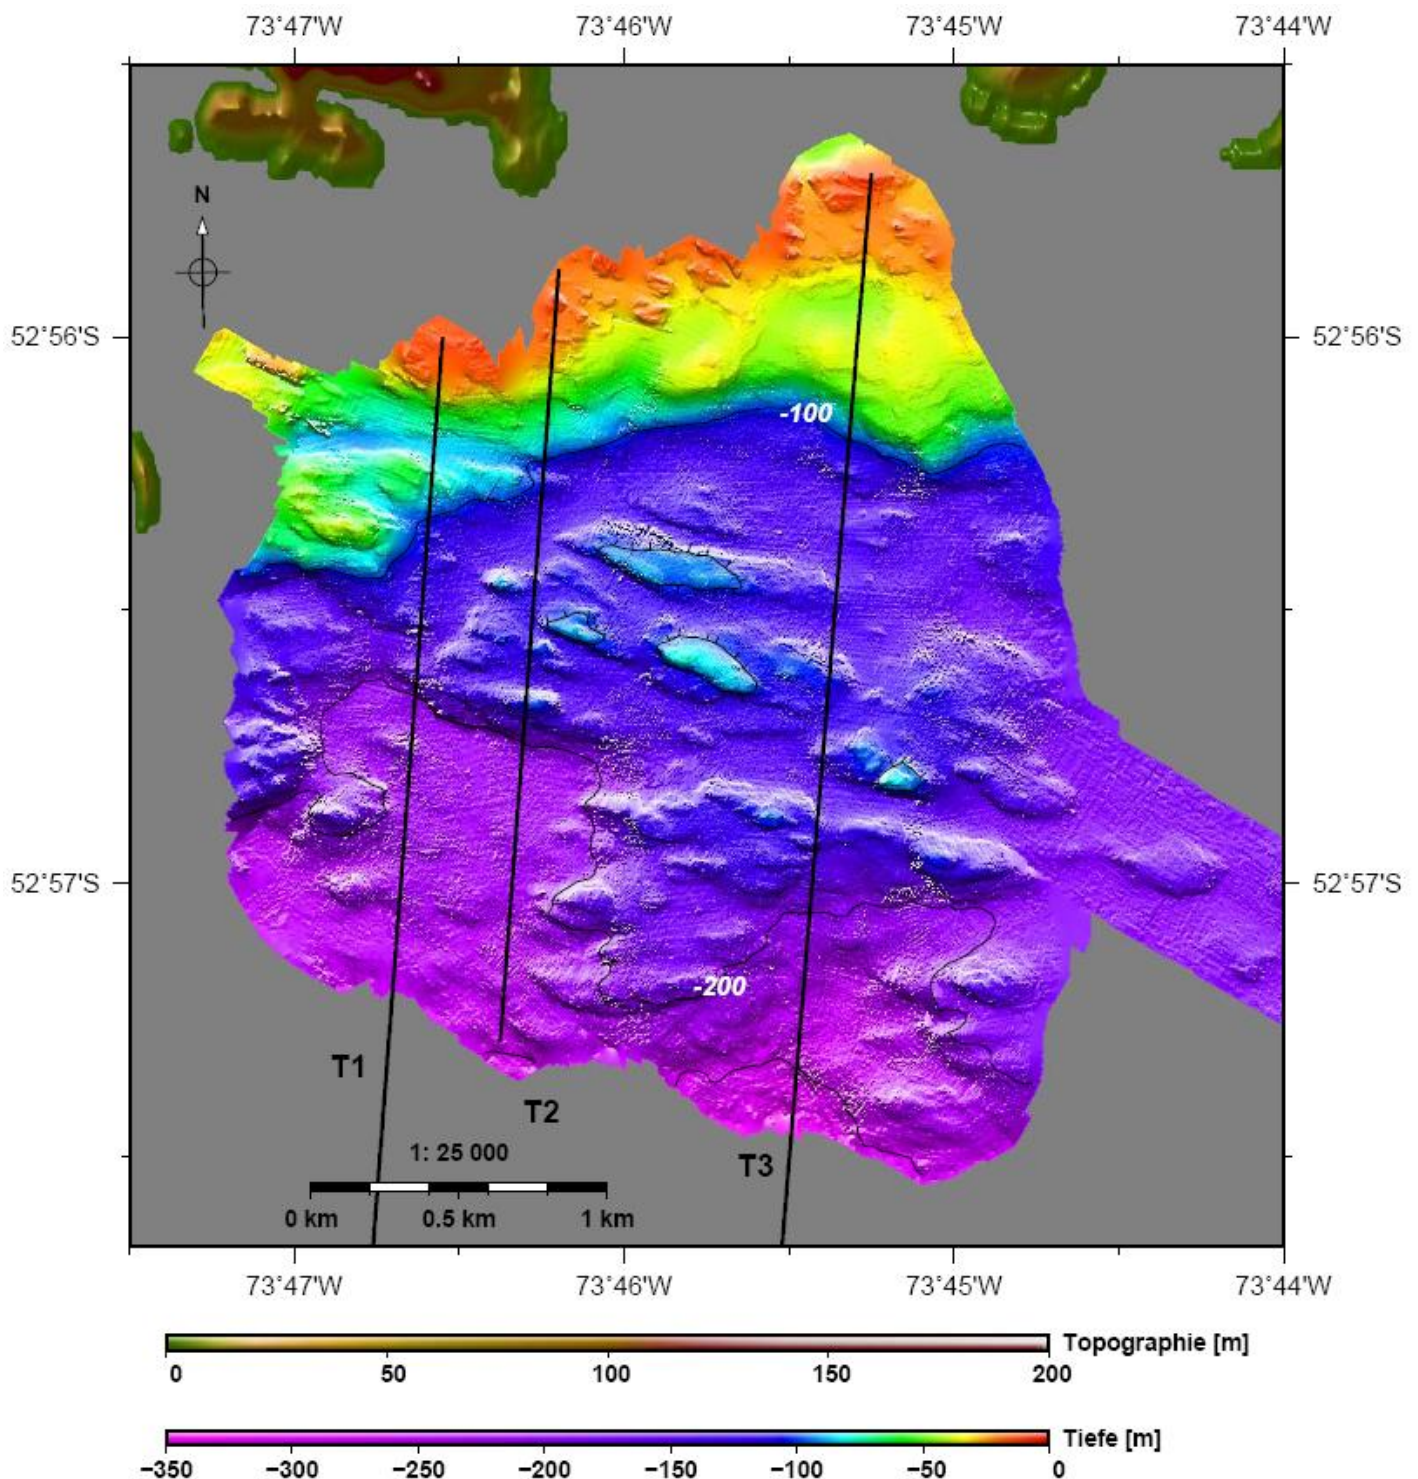 73°47'W 73°46'W 73°45'W 73°44'W
N
52°56'S 52°56'S
-100
52°57'S 52°57'S
-200
T1
T2
1: 25 000
T3
0 km 0.5 km 1 km
73°47'W 73°46'W 73°45'W 73°44'W
Topographie [m]
0 50 100 150 200
Tiefe [m]
−350 −300 −250 −200 −150 −100 −50 0